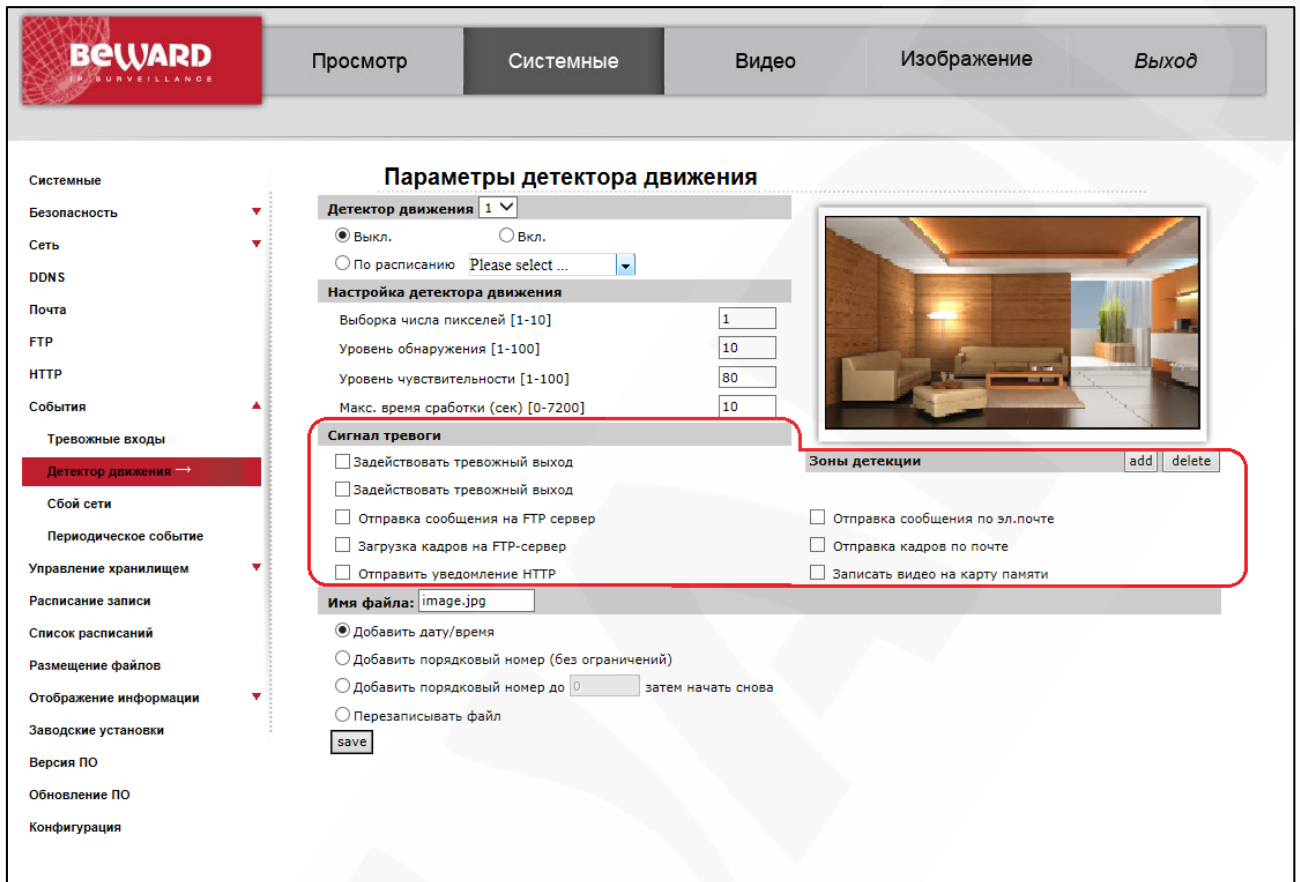 BEWARD
IP SURVEILLANCE
Просмотр
Системные
Видео
Изображение
Выход
Системные
Безопасность
Сеть
DDNS
Почта
FTP
HTTP
События
Тревожные входы
Детектор движения →
Сбой сети
Периодическое событие
Управление хранилищем
Расписание записи
Список расписаний
Размещение файлов
Отображение информации
Заводские установки
Версия ПО
Обновление ПО
Конфигурация
Параметры детектора движения
Детектор движения 1
Выкл. Вкл.
По расписанию Please select ...
Настройка детектора движения
Выборка числа пикселей [1-10] 1
Уровень обнаружения [1-100] 10
Уровень чувствительности [1-100] 80
Макс. время сработки (сек) [0-7200] 10
Сигнал тревоги
Задействовать тревожный выход
Зоны детекции add delete
Задействовать тревожный выход
Отправка сообщения на FTP сервер Отправка сообщения по эл.почте
Загрузка кадров на FTP-сервер Отправка кадров по почте
Отправить уведомление HTTP Записать видео на карту памяти
Имя файла: image.jpg
Добавить дату/время
Добавить порядковый номер (без ограничений)
Добавить порядковый номер до 0 затем начать снова
Перезаписывать файл
save